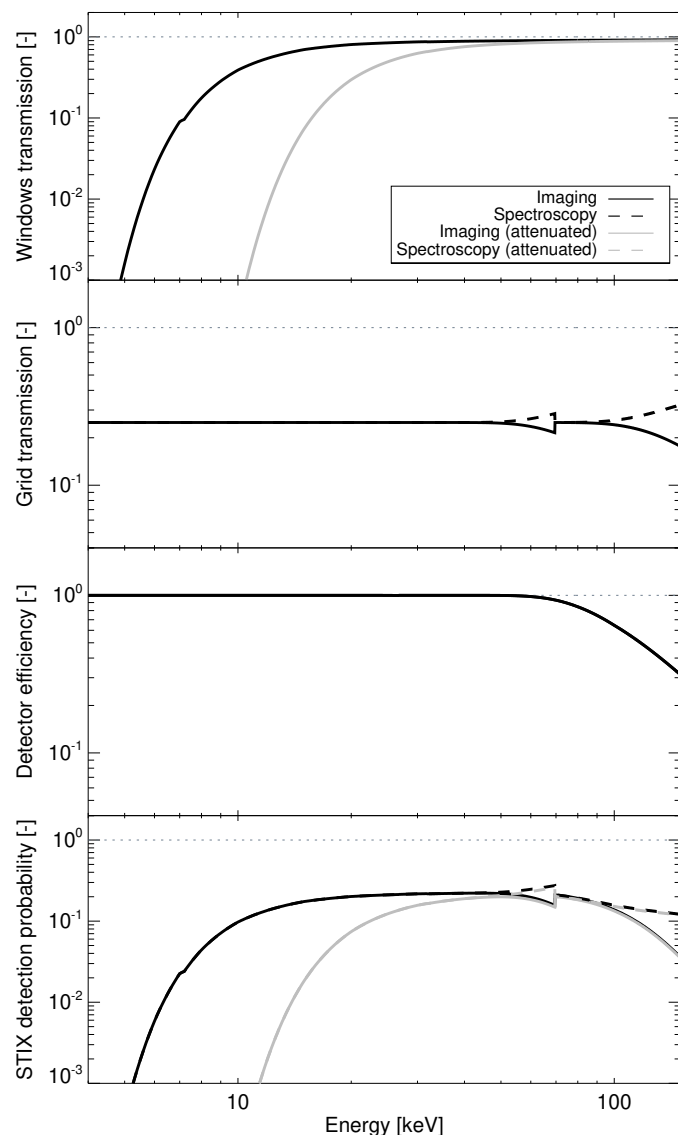 Windows transmission [-]
10^0
10^-1
10^-2
10^-3
Imaging
Spectroscopy
Imaging (attenuated)
Spectroscopy (attenuated)
Grid transmission [-]
10^0
10^-1
Detector efficiency [-]
10^0
10^-1
STIX detection probability [-]
10^0
10^-1
10^-2
10^-3
10
100
Energy [keV]